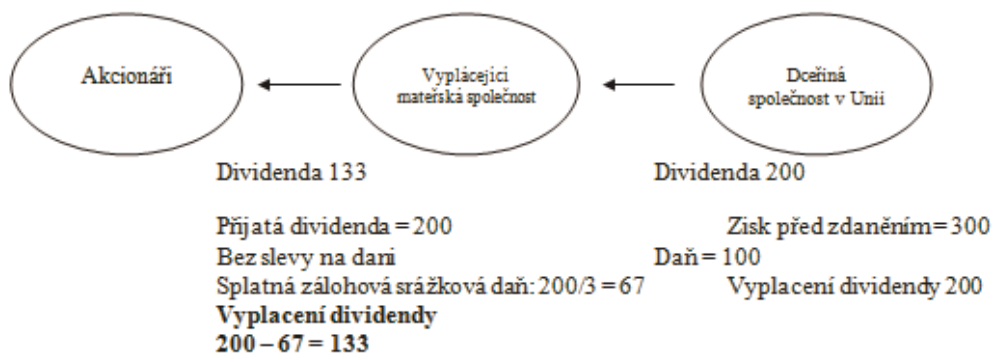 Akcionáři
Vyplácející
mateřská společnost
Dceřiná
společnost v Unii
Dividenda 133
Dividenda 200
Přijatá dividenda = 200
Zisk před zdaněním = 300
Bez slevy na dani
Daň = 100
Splatná zálohová srážková daň: 200/3 = 67
Vyplacení dividendy 200
Vyplacení dividendy
200 – 67 = 133